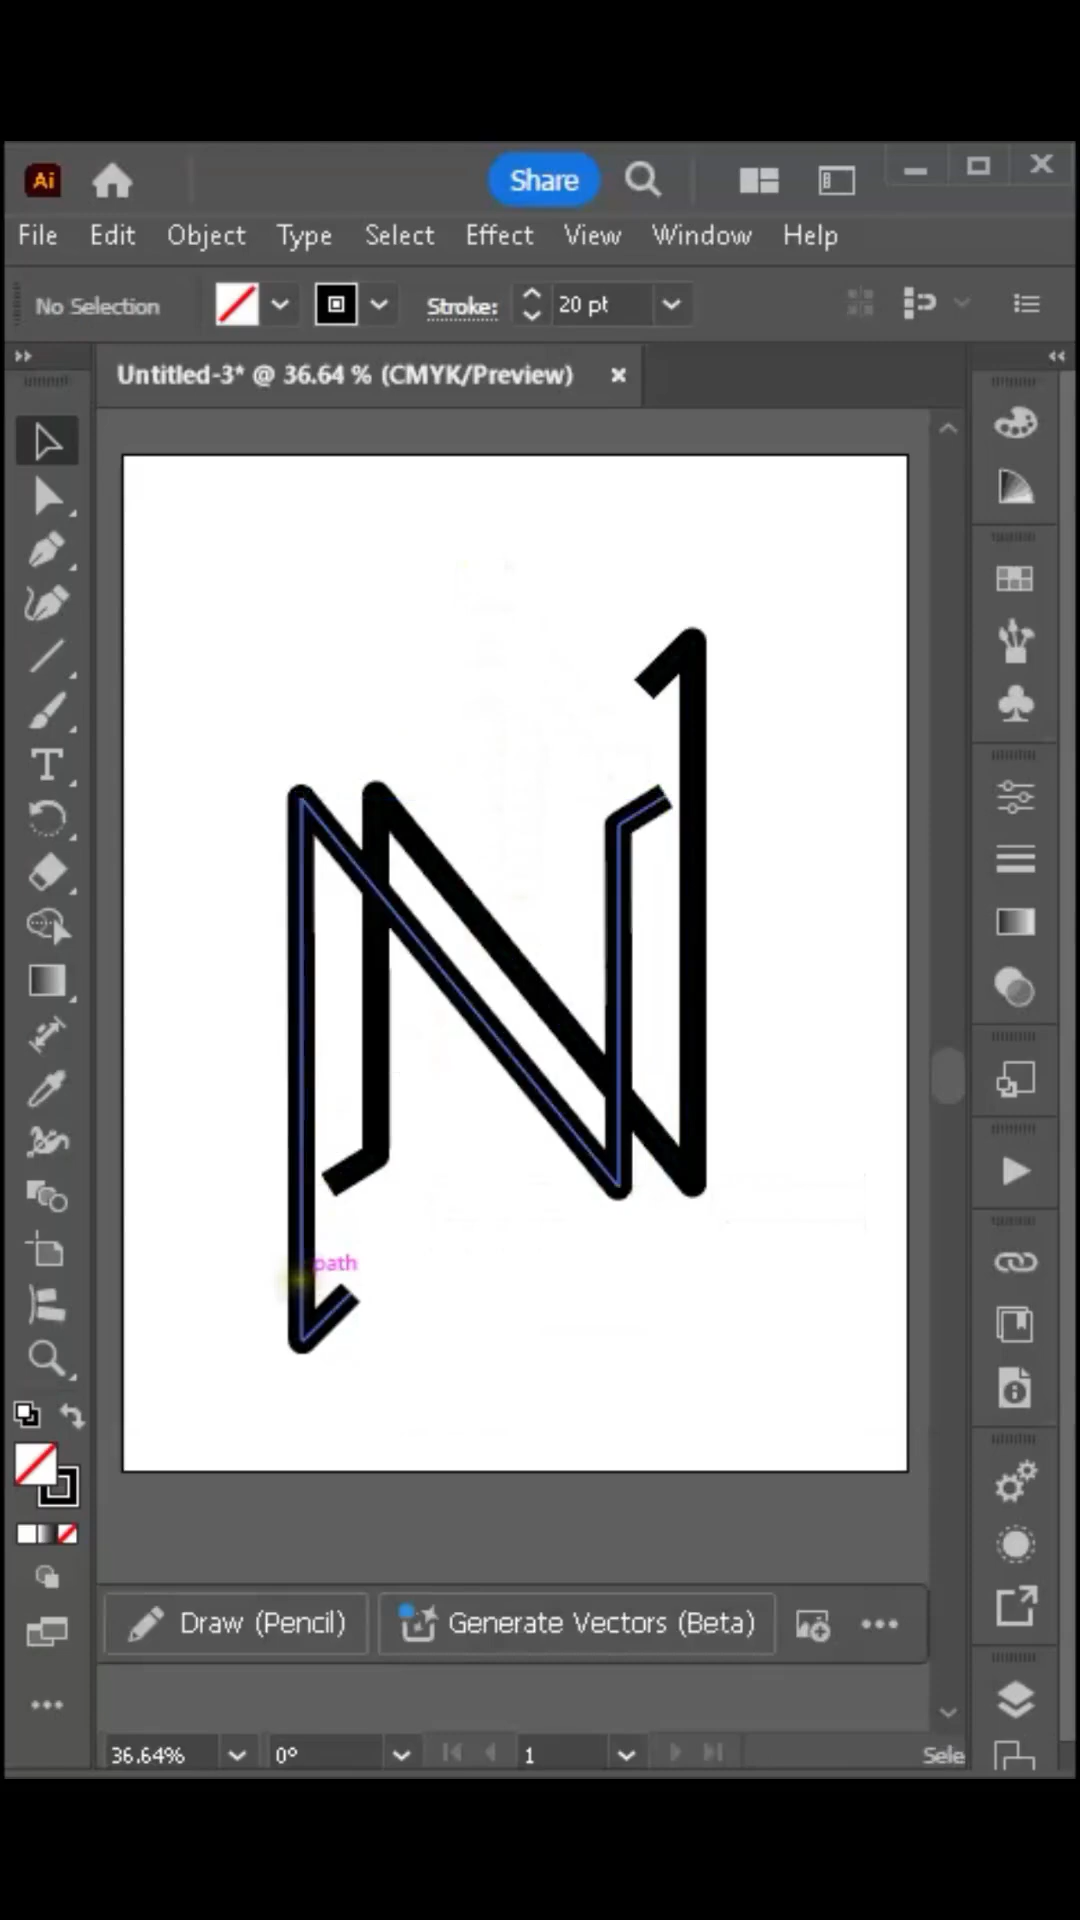 Ai
Share
File Edit Object Type Select Effect View Window Help
No Selection Stroke: 20 pt
Untitled-3* @ 36.64 % (CMYK/Preview)
path
Draw (Pencil) Generate Vectors (Beta)
36.64% 0° 1 Sele